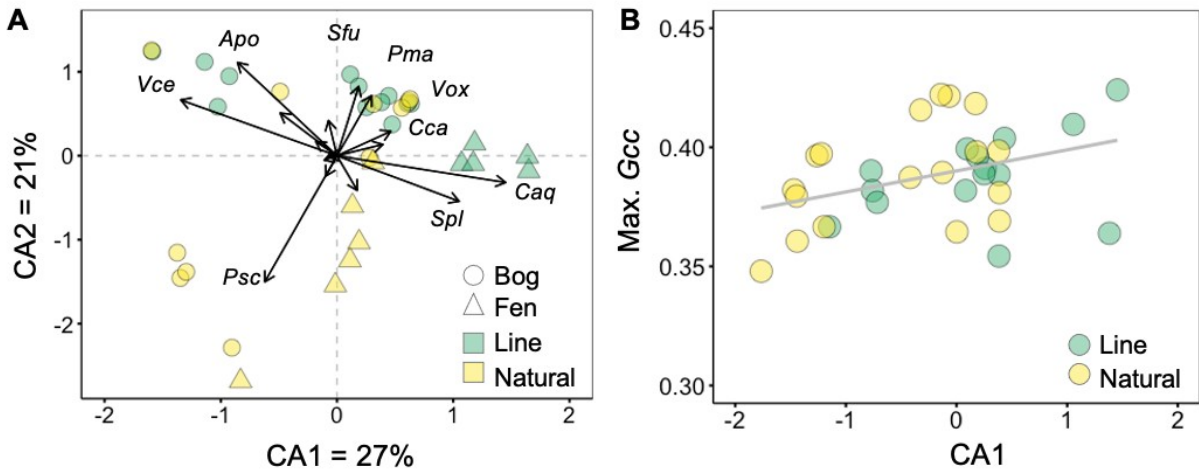 A
Sfu
Apo
Pma
Vce
Vox
Cca
Caq
Spl
Psc
Bog
Fen
Line
Natural
1
0
-1
-2
CA2 = 21%
-2
-1
0
1
2
CA1 = 27%
B
0.45
0.40
0.35
0.30
Max. Gcc
Line
Natural
-2
-1
0
1
2
CA1